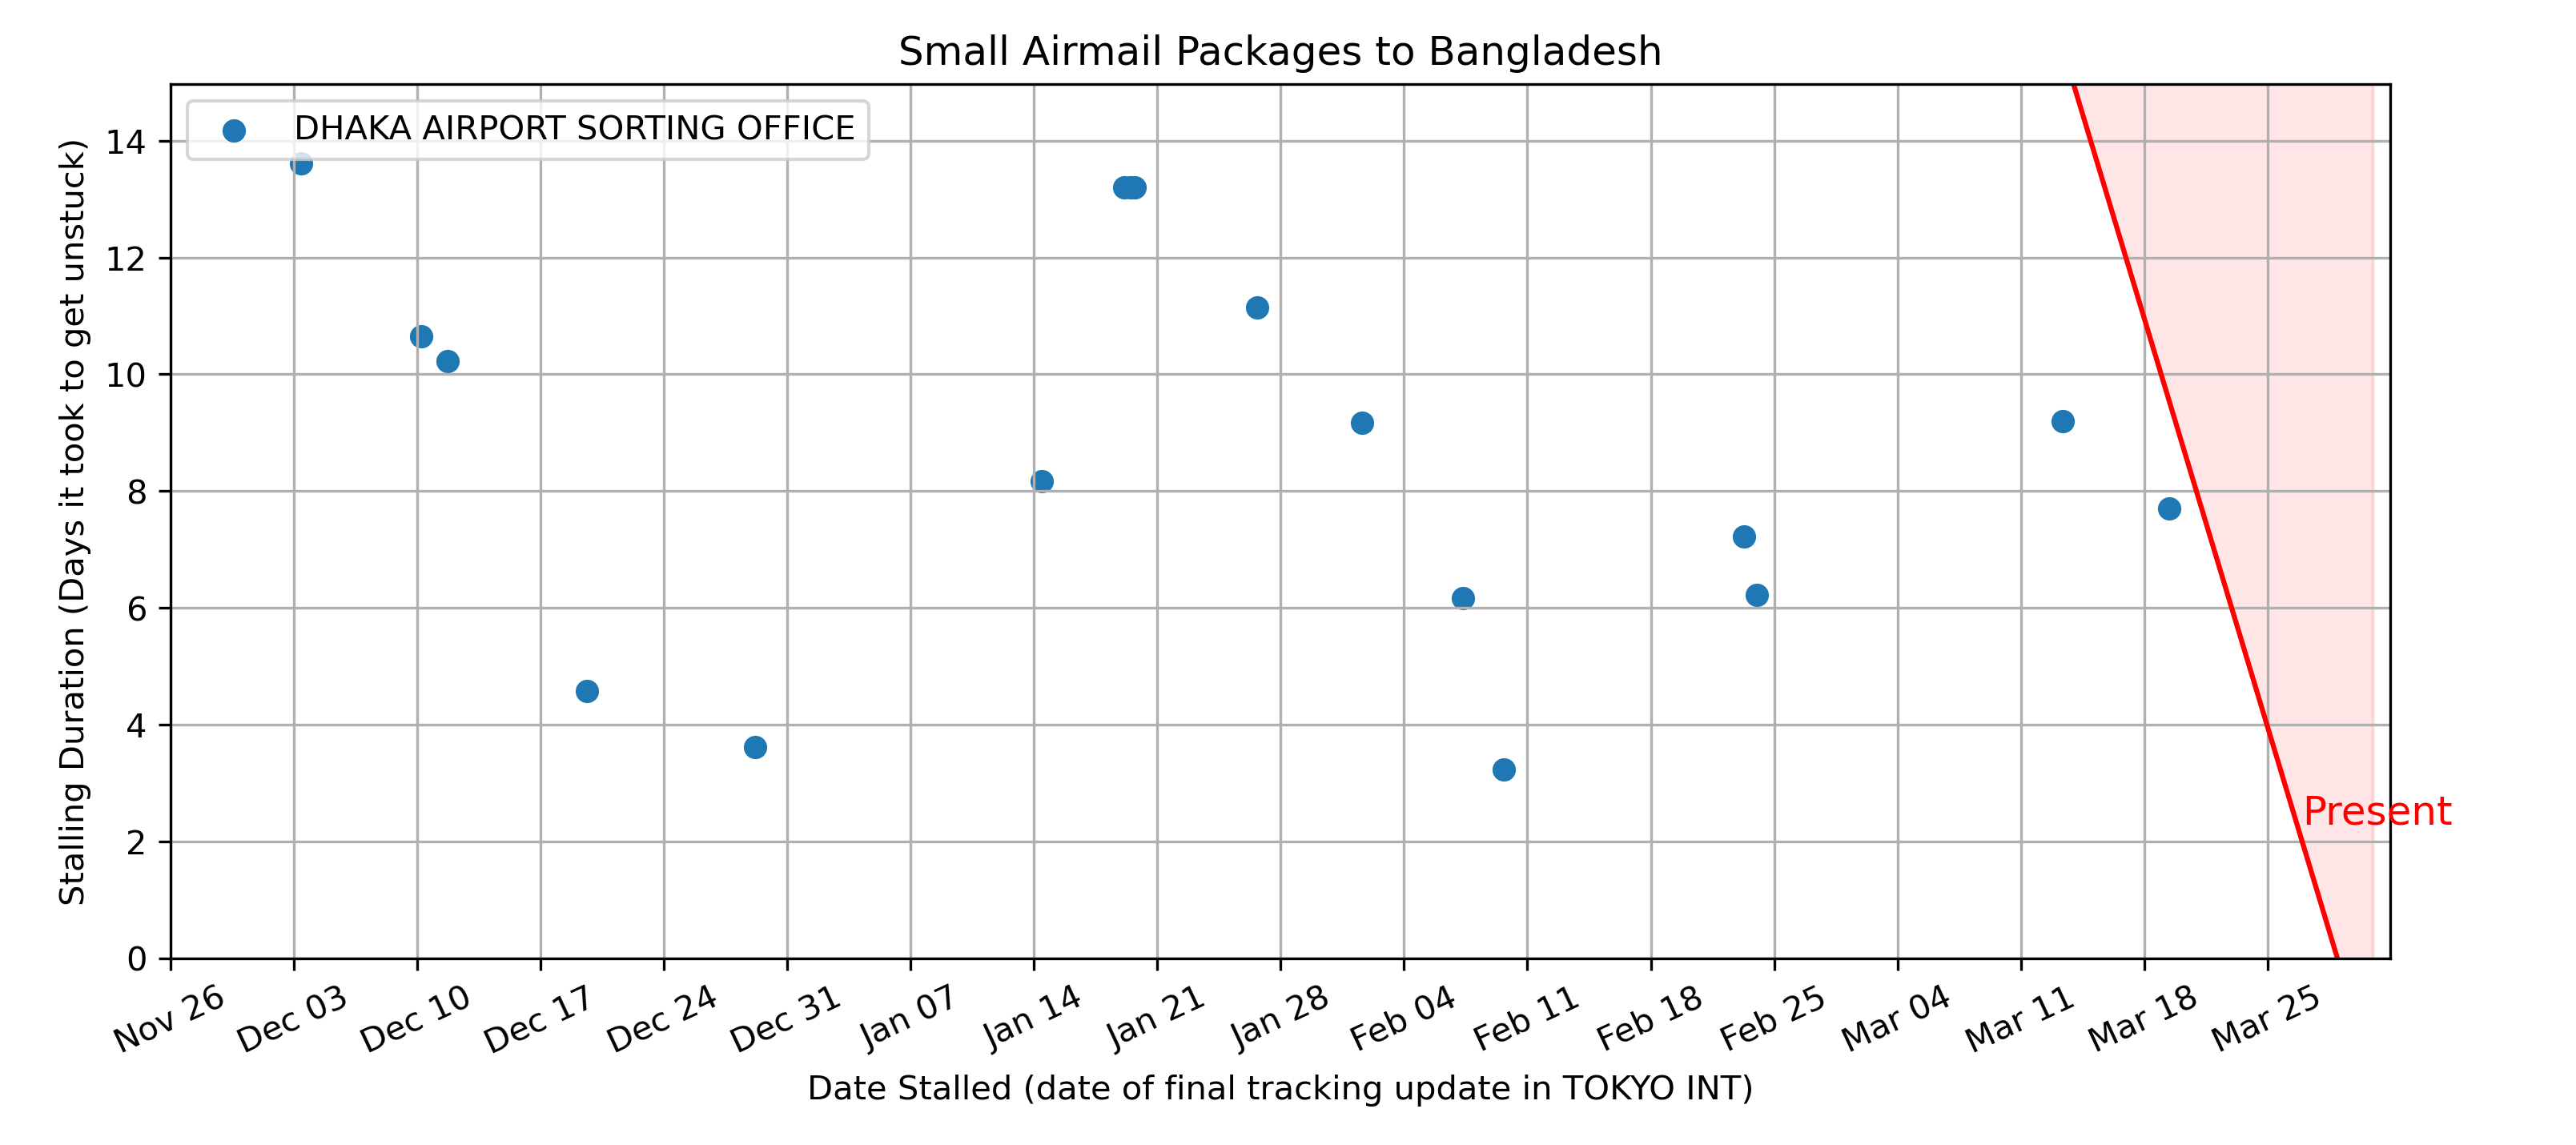 Small Airmail Packages to Bangladesh
DHAKA AIRPORT SORTING OFFICE
Stalling Duration (Days it took to get unstuck)
14
12
10
8
6
4
2
0
Present
Nov 26
Dec 03
Dec 10
Dec 17
Dec 24
Dec 31
Jan 07
Jan 14
Jan 21
Jan 28
Feb 04
Feb 11
Feb 18
Feb 25
Mar 04
Mar 11
Mar 18
Mar 25
Date Stalled (date of final tracking update in TOKYO INT)